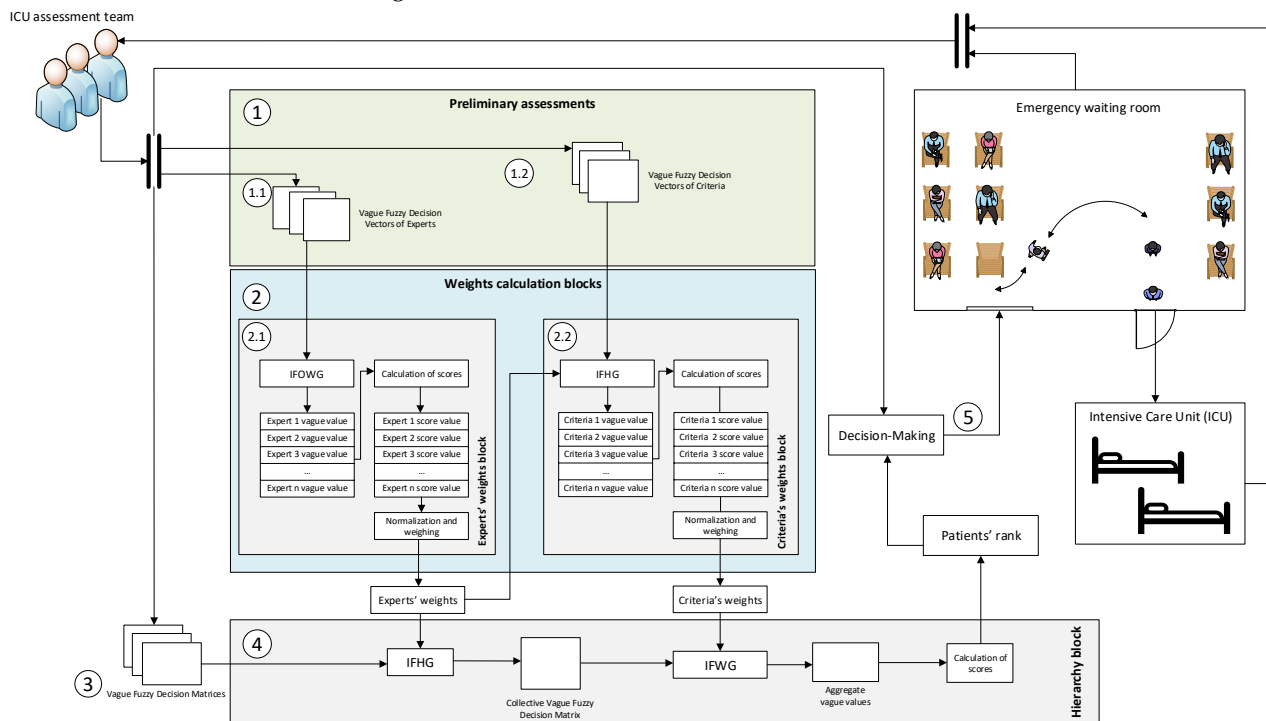 ICU assessment team
1
Preliminary assessments
1.1
Vague Fuzzy Decision
Vectors of Experts
1.2
Vague Fuzzy Decision
Vectors of Criteria
2
Weights calculation blocks
2.1
IFOWG
Calculation of scores
Expert 1 vague value
Expert 2 vague value
Expert 3 vague value
...
Expert n vague value
Expert 1 score value
Expert 2 score value
Expert 3 score value
...
Expert n score value
Normalization and
weighing
Experts' weights block
2.2
IFHG
Calculation of scores
Criteria 1 vague value
Criteria 2 vague value
Criteria 3 vague value
...
Criteria n vague value
Criteria 1 score value
Criteria 2 score value
Criteria 3 score value
...
Criteria n score value
Normalization and
weighing
Criteria's weights block
Experts' weights
Criteria's weights
3
Vague Fuzzy Decision Matrices
4
IFHG
Collective Vague Fuzzy
Decision Matrix
IFWG
Aggregate
vague values
Calculation of
scores
Hierarchy block
Patients' rank
Decision-Making
5
Emergency waiting room
Intensive Care Unit (ICU)